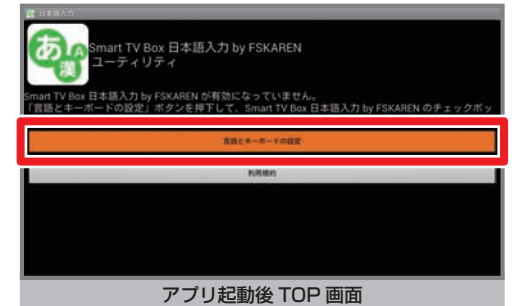 日本語入力
あ A 漢
Smart TV Box 日本語入力 by FSKAREN
ユーティリティ
Smart TV Box 日本語入力 by FSKAREN が有効になっていません。
「言語とキーボードの設定」ボタンを押下して、Smart TV Box 日本語入力 by FSKAREN のチェックボッ
言語とキーボードの設定
利用規約
アプリ起動後 TOP 画面